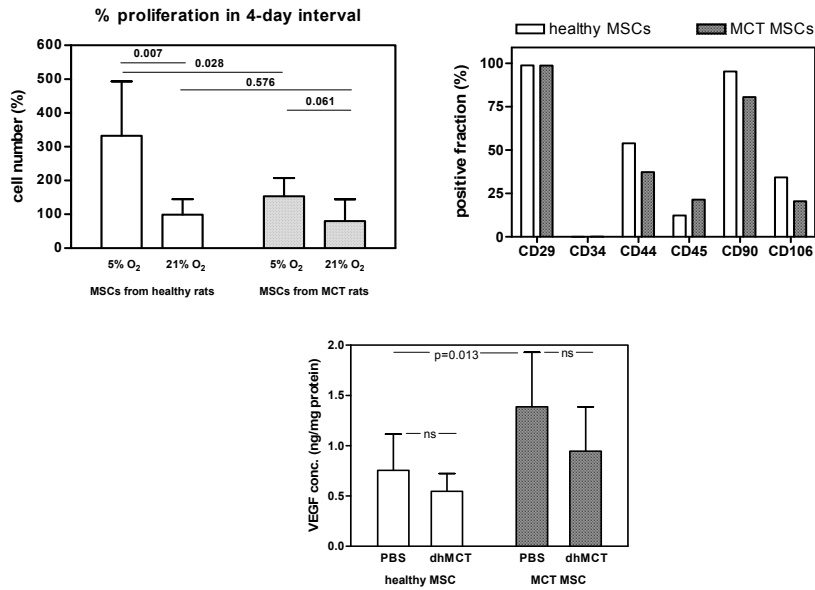 % proliferation in 4-day interval
600
500
400
300
200
100
0
cell number (%)
0.007
0.028
0.576
0.061
5% O₂ 21% O₂ 5% O₂ 21% O₂
MSCs from healthy rats MSCs from MCT rats
healthy MSCs MCT MSCs
100
75
50
25
0
positive fraction (%)
CD29 CD34 CD44 CD45 CD90 CD106
2.0
1.5
1.0
0.5
0.0
VEGF conc. (ng/mg protein)
p=0.013
ns
ns
PBS dhMCT PBS dhMCT
healthy MSC MCT MSC